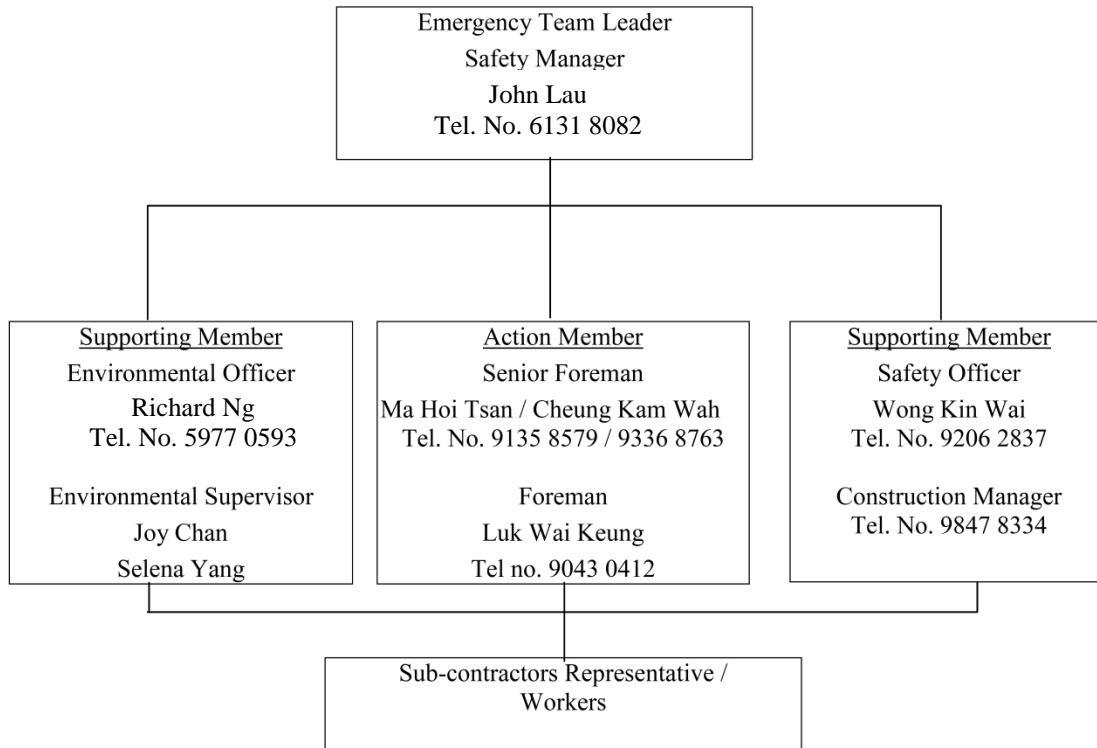 Emergency Team Leader
Safety Manager
John Lau
Tel. No. 6131 8082
Supporting Member
Environmental Officer
Richard Ng
Tel. No. 5977 0593
Environmental Supervisor
Joy Chan
Selena Yang
Action Member
Senior Foreman
Ma Hoi Tsan / Cheung Kam Wah
Tel. No. 9135 8579 / 9336 8763
Foreman
Luk Wai Keung
Tel no. 9043 0412
Supporting Member
Safety Officer
Wong Kin Wai
Tel. No. 9206 2837
Construction Manager
Tel. No. 9847 8334
Sub-contractors Representative /
Workers